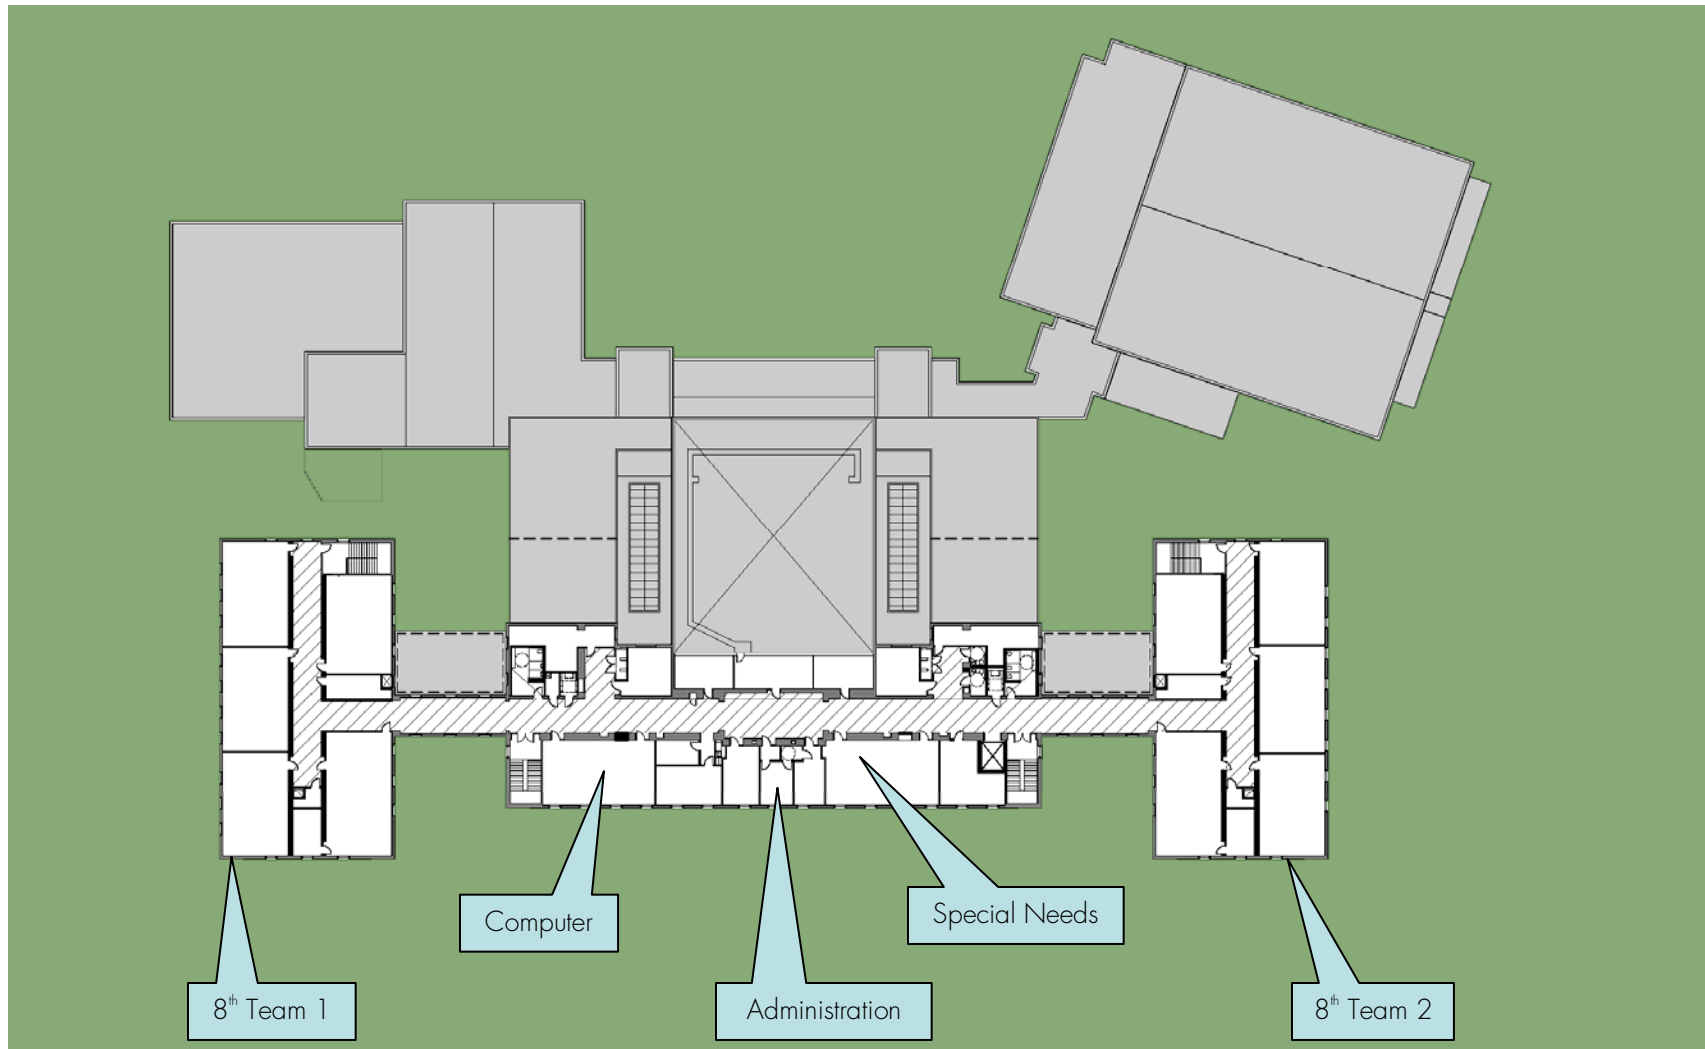 Computer
Special Needs
8th Team 1
Administration
8th Team 2